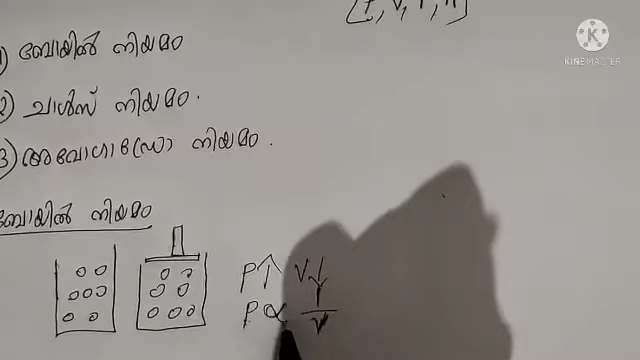 [P, V, T, n]
K
KINEMASTER
1) ബോയിൽ നിയമം
2) ചാൾസ് നിയമം.
3) അവോഗാഡ്രോ നിയമം.
ബോയിൽ നിയമം
P↑ V↓
P ∝ 1/V